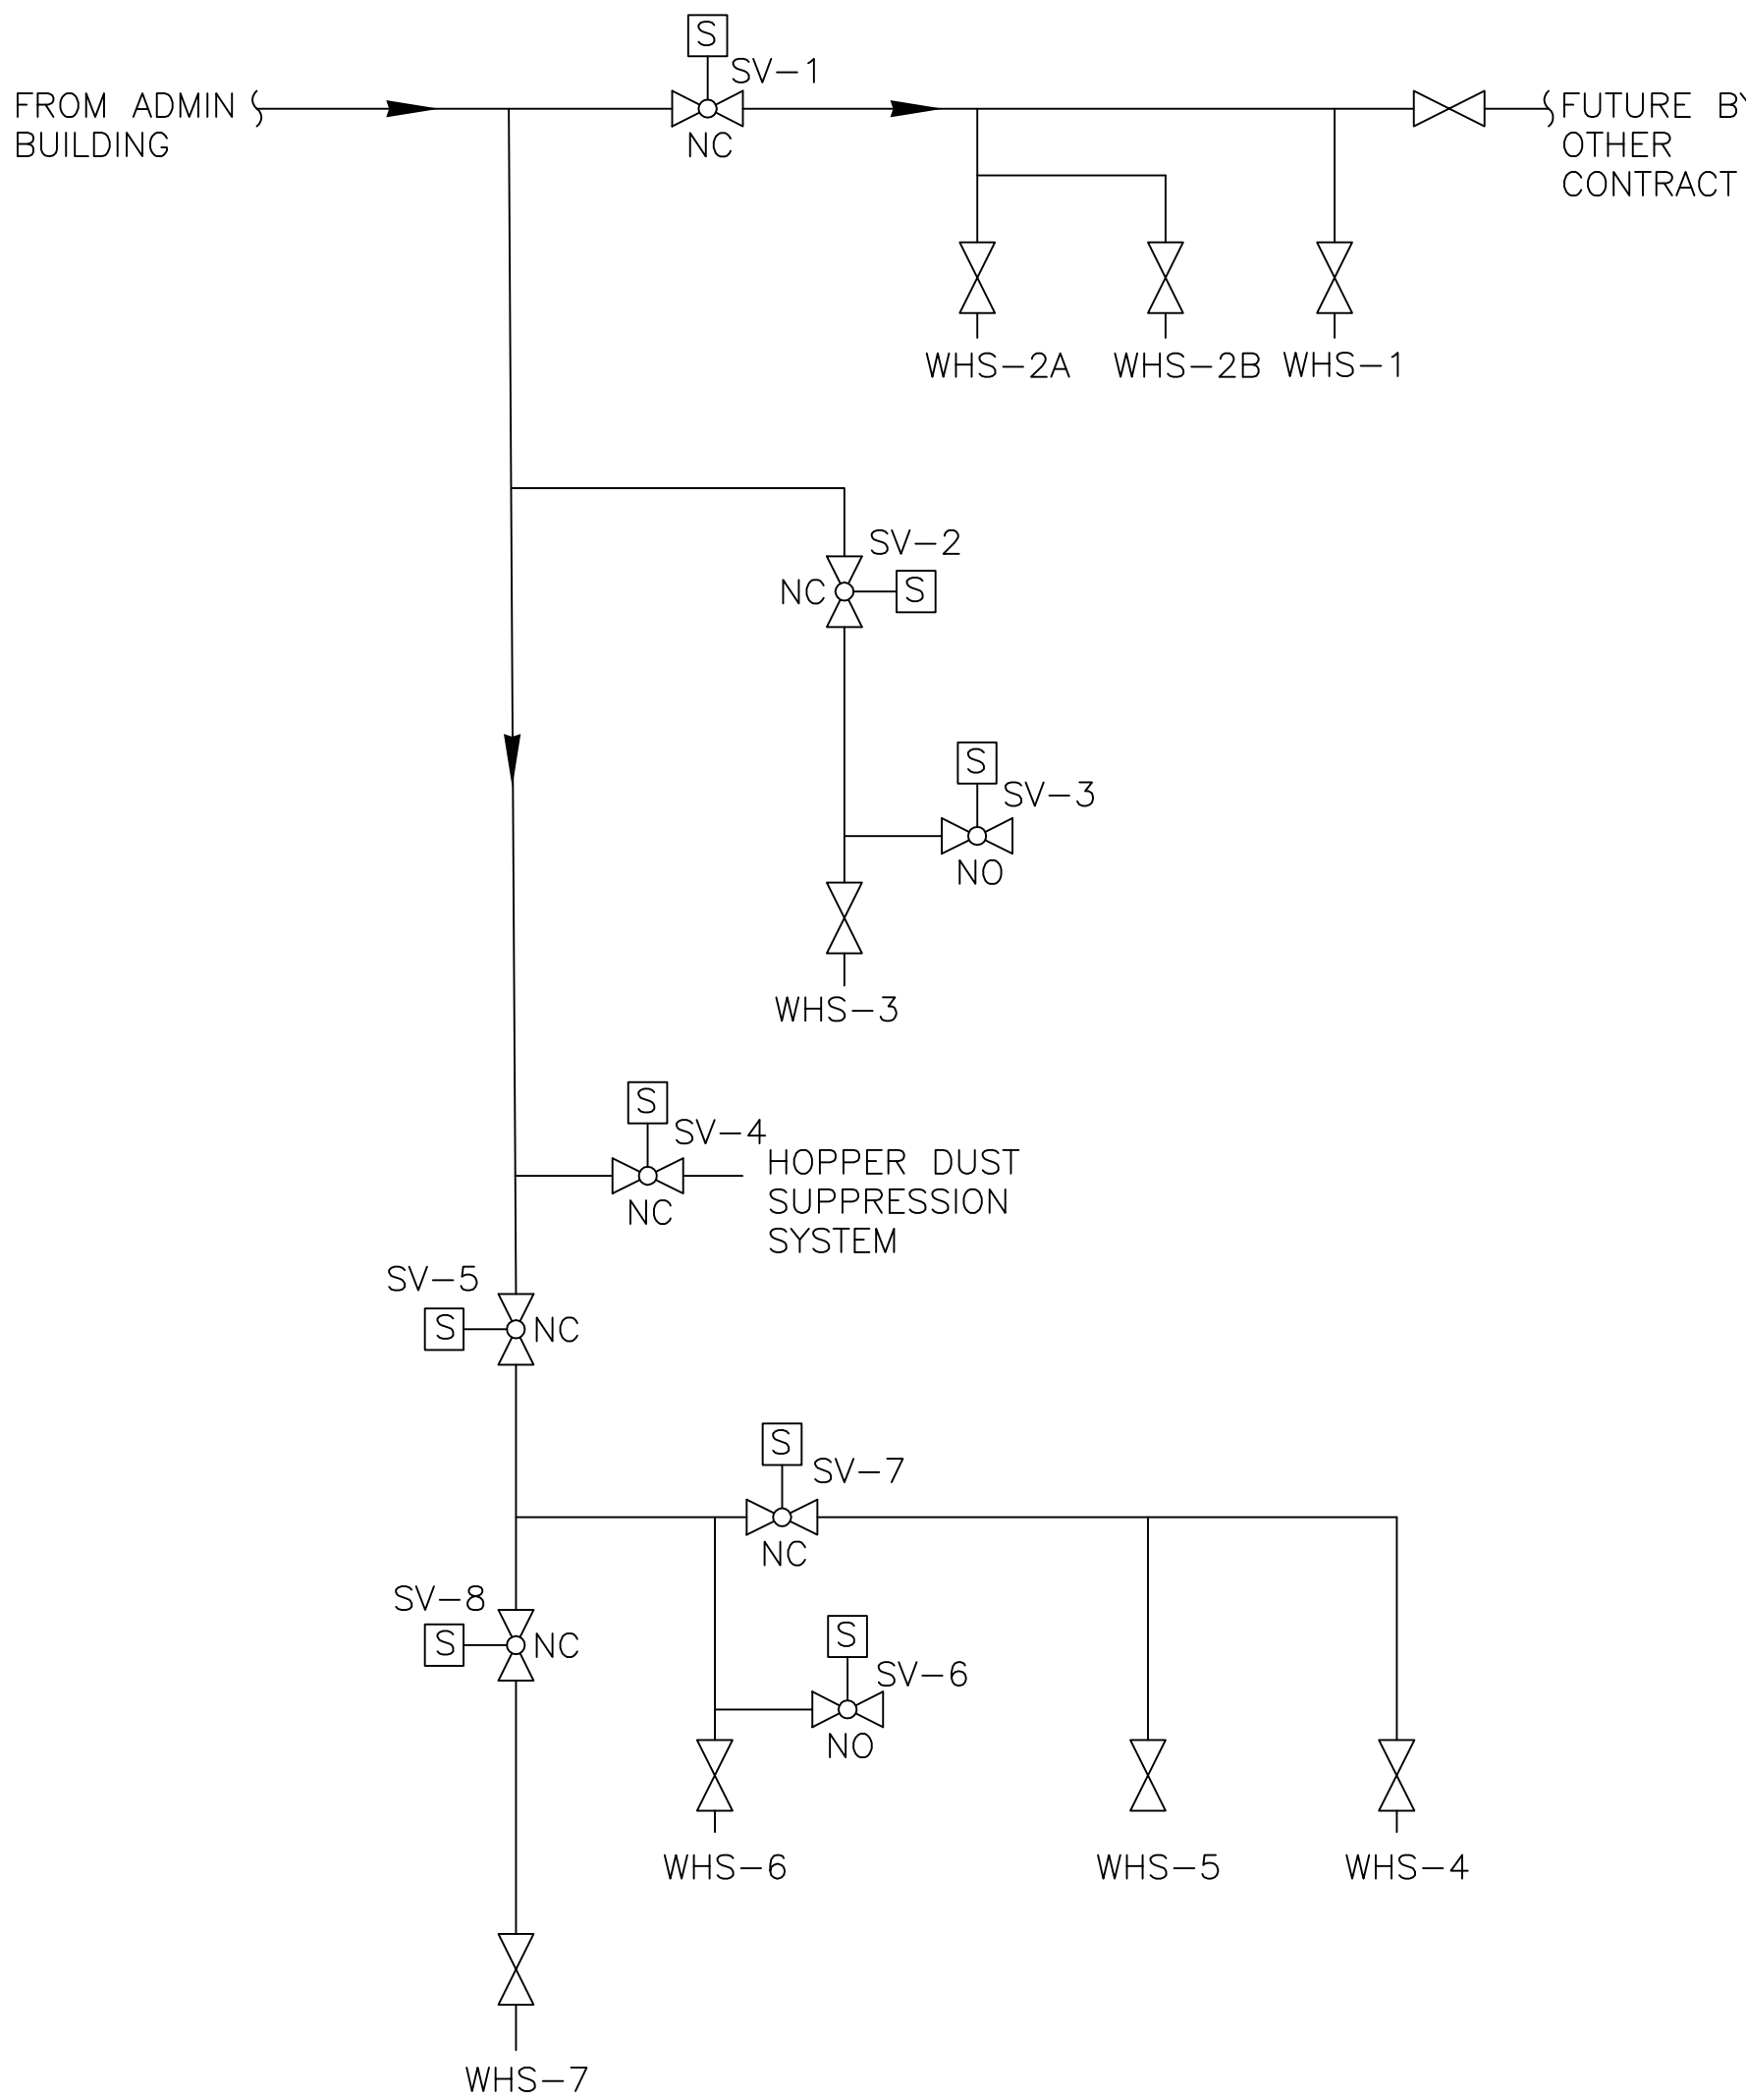 S
SV-1
FROM ADMIN
BUILDING
NC
FUTURE BY
OTHER
CONTRACT
WHS-2A
WHS-2B
WHS-1
SV-2
NC
S
S
SV-3
NO
WHS-3
S
SV-4
NC
HOPPER DUST
SUPPRESSION
SYSTEM
SV-5
S
NC
S
SV-7
NC
SV-8
S
NC
S
SV-6
NO
WHS-6
WHS-5
WHS-4
WHS-7